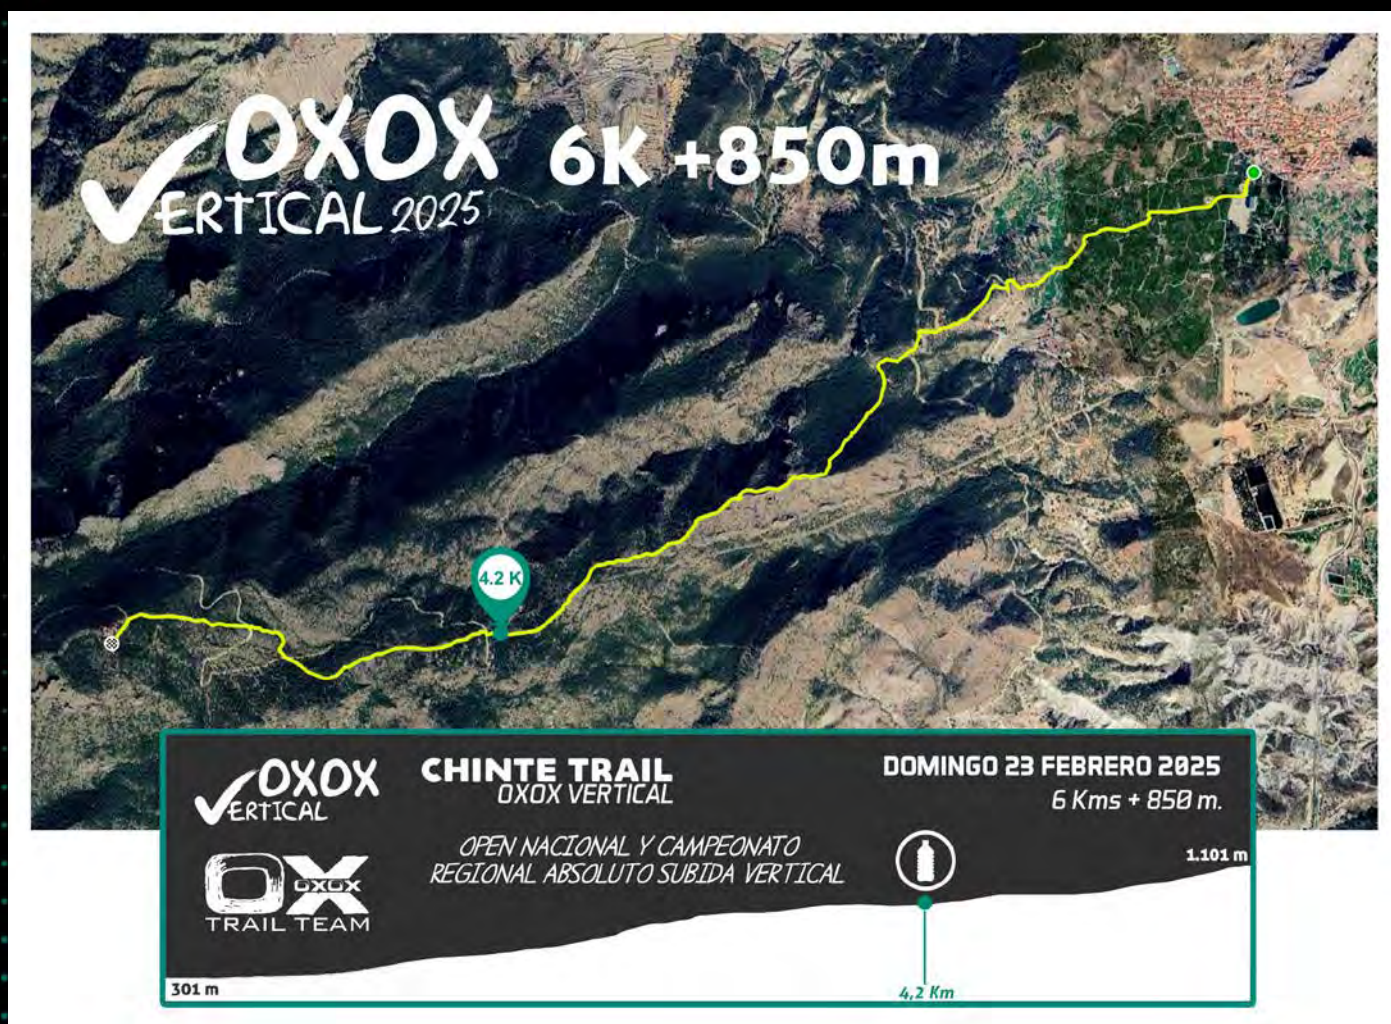 OXOX
VERTICAL 2025
6K +850m
4.2 K
OXOX
VERTICAL
CHINTE TRAIL
OXOX VERTICAL
DOMINGO 23 FEBRERO 2025
6 Kms + 850 m.
OPEN NACIONAL Y CAMPEONATO
REGIONAL ABSOLUTO SUBIDA VERTICAL
OX
OXOX
TRAIL TEAM
1.101 m
301 m
4,2 Km